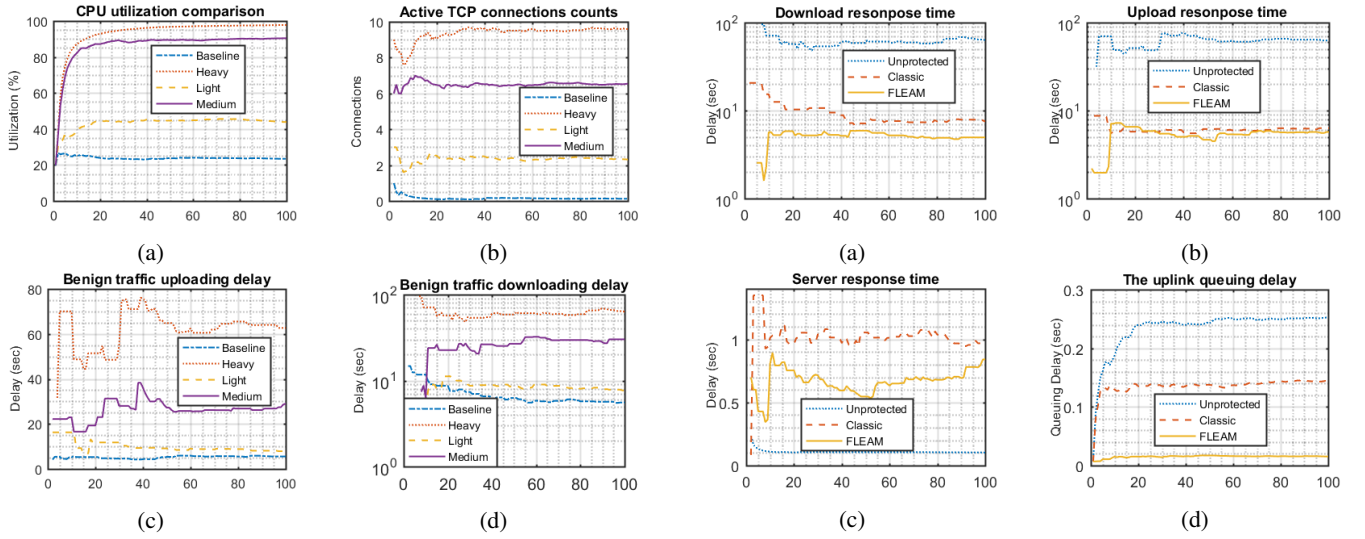 CPU utilization comparison
Utilization (%)
100
80
60
40
20
0
Baseline
Heavy
Light
Medium
0 20 40 60 80 100
(a)
Active TCP connections counts
Connections
10
8
6
4
2
0
Baseline
Heavy
Light
Medium
0 20 40 60 80 100
(b)
Download resonpose time
Delay (sec)
10^2
10^1
10^0
Unprotected
Classic
FLEAM
0 20 40 60 80 100
(a)
Upload resonpose time
Delay (sec)
10^2
10^1
10^0
Unprotected
Classic
FLEAM
0 20 40 60 80 100
(b)
Benign traffic uploading delay
Delay (sec)
80
60
40
20
0
Baseline
Heavy
Light
Medium
0 20 40 60 80 100
(c)
Benign traffic downloading delay
Delay (sec)
10^2
10^1
10^0
Baseline
Heavy
Light
Medium
0 20 40 60 80 100
(d)
Server response time
Delay (sec)
1
0.5
0
Unprotected
Classic
FLEAM
0 20 40 60 80 100
(c)
The uplink queuing delay
Queuing Delay (sec)
0.3
0.2
0.1
0
Unprotected
Classic
FLEAM
0 20 40 60 80 100
(d)